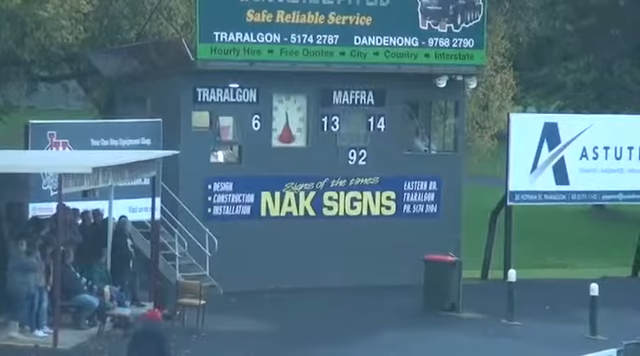 Safe Reliable Service
TRARALGON - 5174 2787 DANDENONG - 9768 2790
Hourly Hire Free Quotes City Country Interstate
TRARALGON MAFFRA
6 13 14
92
DESIGN
CONSTRUCTION
INSTALLATION
Signs of the times
NAK SIGNS
EASTERN RD.
TRARALGON
PH. 5174 3104
ASTUTE